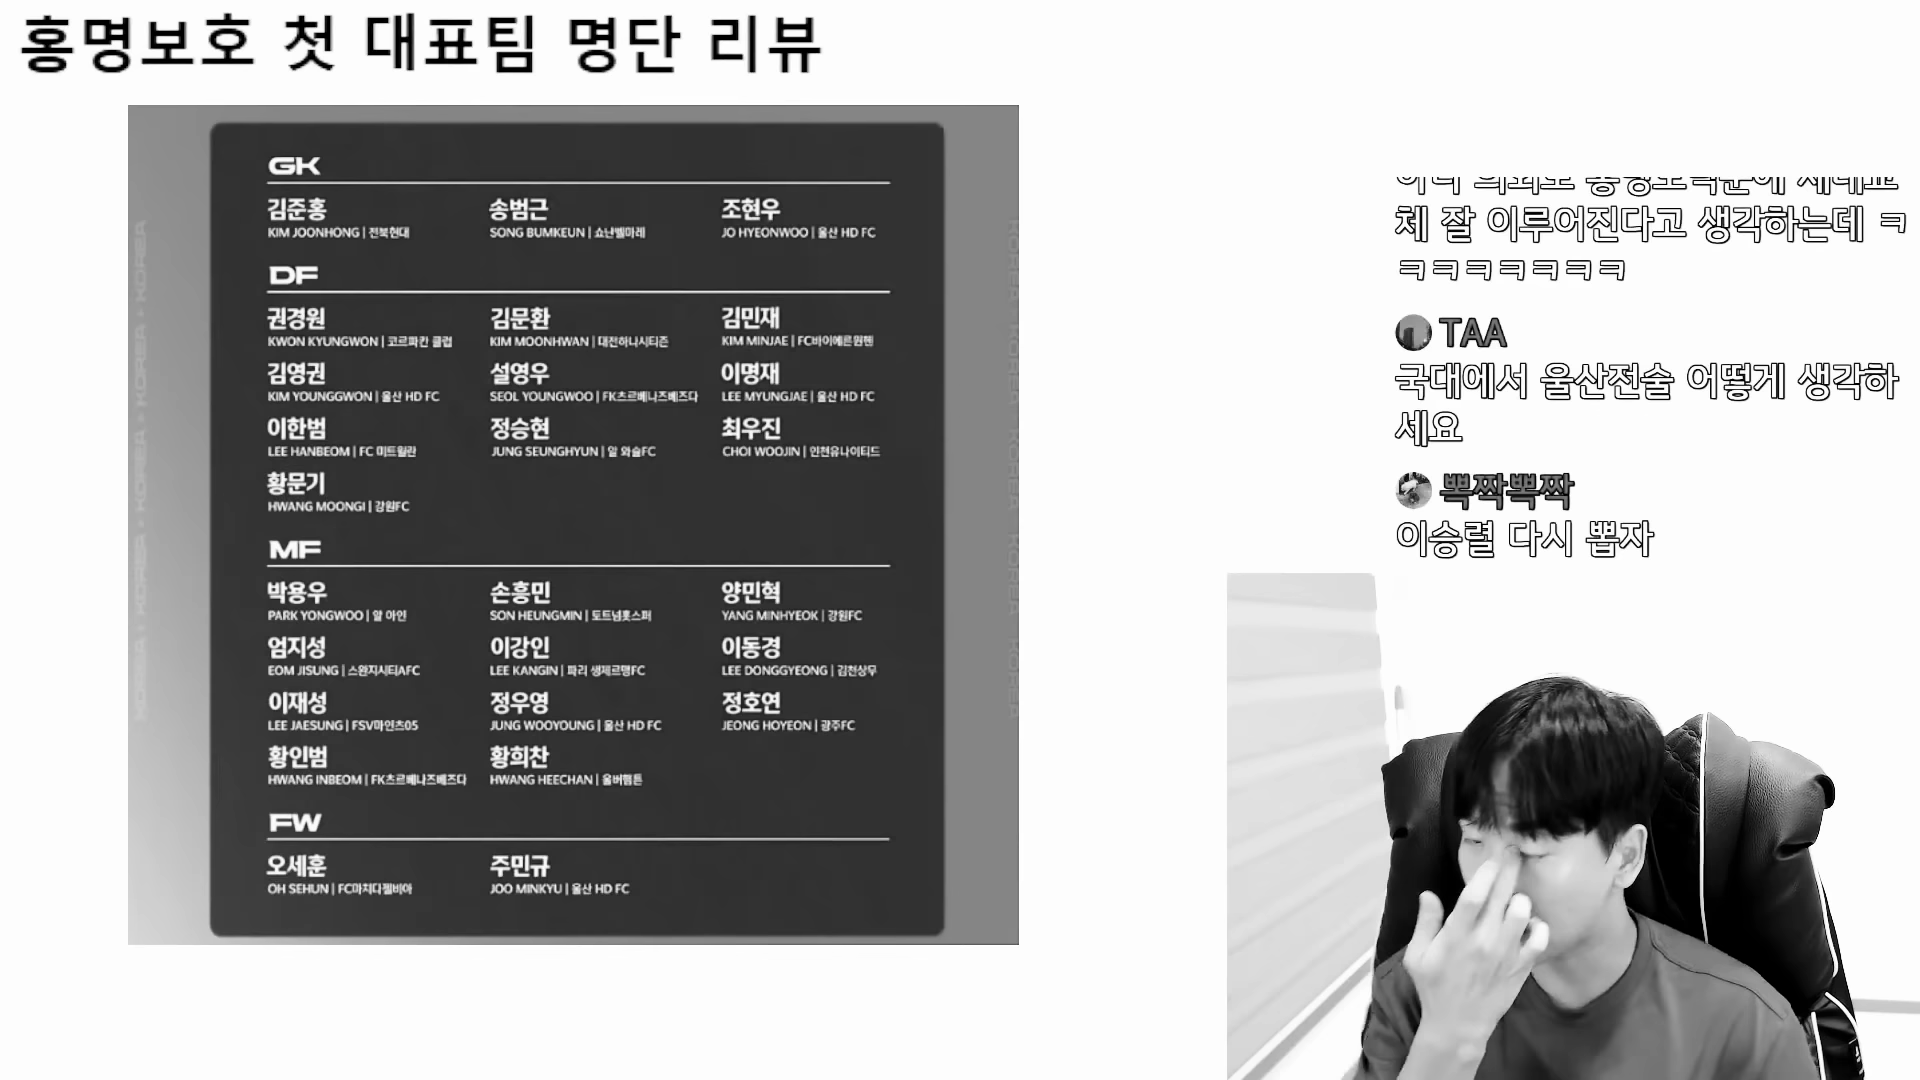 홍명보호 첫 대표팀 명단 리뷰
GK
김준홍 송범근 조현우
KIM JOONHONG | 전북현대 SONG BUMKEUN | 쇼난벨마레 JO HYEONWOO | 울산 HD FC
DF
권경원 김문환 김민재
KWON KYUNGWON | 코르파칸 클럽 KIM MOONHWAN | 대전하나시티즌 KIM MINJAE | FC바이에른뮌헨
김영권 설영우 이명재
KIM YOUNGGWON | 울산 HD FC SEOL YOUNGWOO | FK츠르베나즈베즈다 LEE MYUNGJAE | 울산 HD FC
이한범 정승현 최우진
LEE HANBEOM | FC 미트윌란 JUNG SEUNGHYUN | 알 와슬FC CHOI WOOJIN | 인천유나이티드
황문기
HWANG MOONGI | 강원FC
MF
박용우 손흥민 양민혁
PARK YONGWOO | 알 아인 SON HEUNGMIN | 토트넘홋스퍼 YANG MINHYEOK | 강원FC
엄지성 이강인 이동경
EOM JISUNG | 스완지시티AFC LEE KANGIN | 파리 생제르맹FC LEE DONGGYEONG | 김천상무
이재성 정우영 정호연
LEE JAESUNG | FSV마인츠05 JUNG WOOYOUNG | 울산 HD FC JEONG HOYEON | 광주FC
황인범 황희찬
HWANG INBEOM | FK츠르베나즈베즈다 HWANG HEECHAN | 울버햄튼
FW
오세훈 주민규
OH SEHUN | FC마치다젤비아 JOO MINKYU | 울산 HD FC
KOREA KOREA KOREA KOREA
체 잘 이루어진다고 생각하는데 ㅋ
ㅋㅋㅋㅋㅋㅋㅋ
TAA
국대에서 울산전술 어떻게 생각하
세요
뽁짝뽁짝
이승렬 다시 뽑자